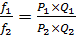 f₁/f₂ = P₁×Q₁/P₂×Q₂